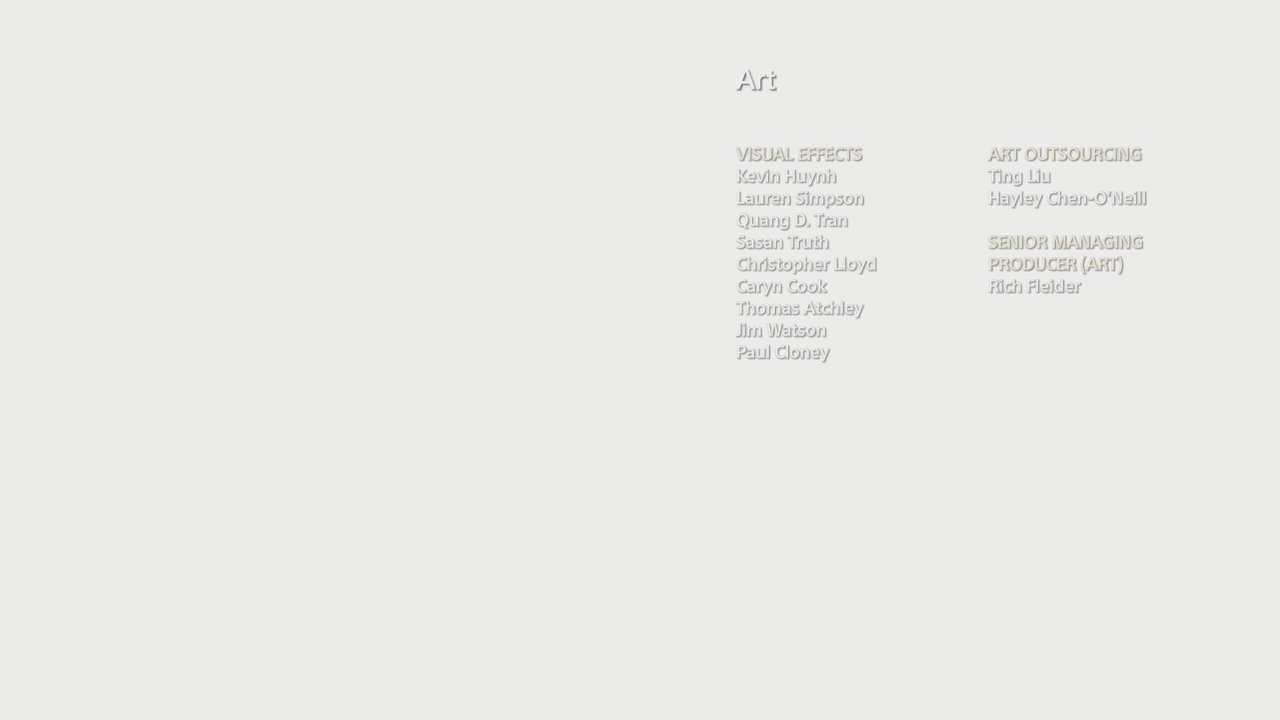 Art
VISUAL EFFECTS
Kevin Huynh
Lauren Simpson
Quang D. Tran
Sasan Truth
Christopher Lloyd
Caryn Cook
Thomas Atchley
Jim Watson
Paul Cloney
ART OUTSOURCING
Ting Liu
Hayley Chen-O'Neill
SENIOR MANAGING
PRODUCER (ART)
Rich Fleider